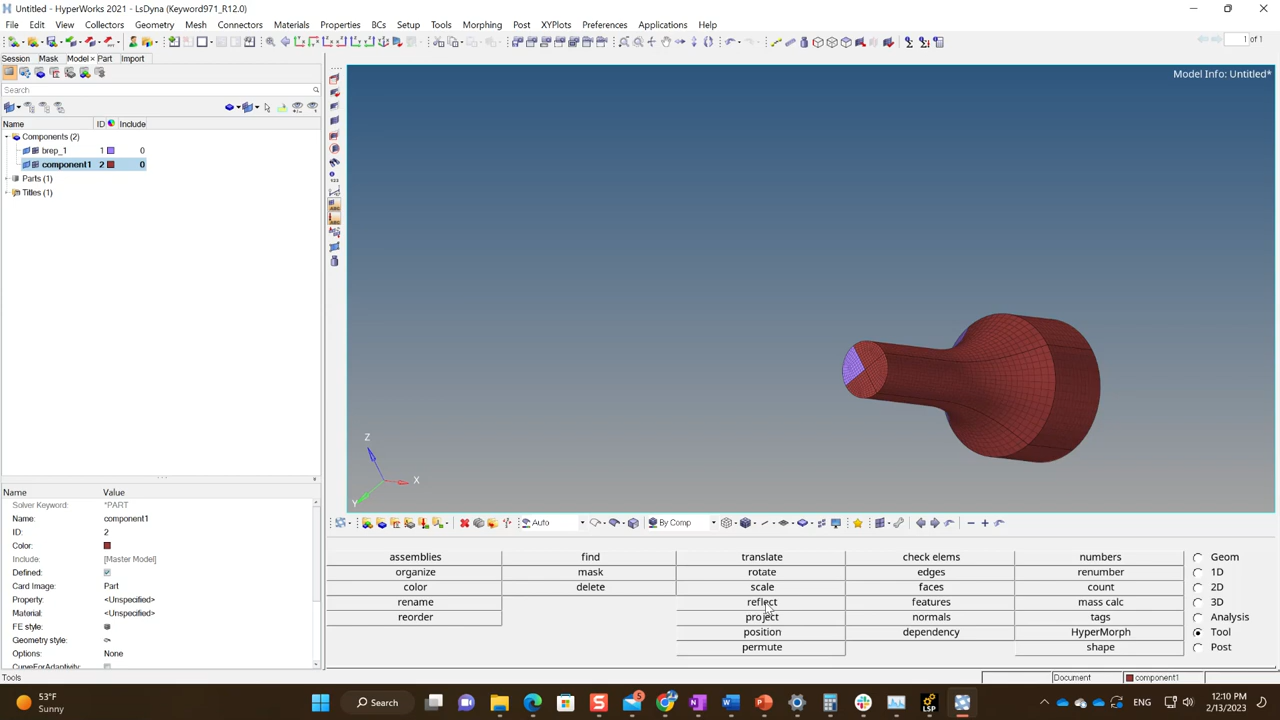 Untitled - HyperWorks 2021 - LsDyna (Keyword971_R12.0)
File Edit View Collectors Geometry Mesh Connectors Materials Properties BCs Setup Tools Morphing Post XYPlots Preferences Applications Help
1 of 1
Session Mask Model × Part Import
Model Info: Untitled*
Search
Name ID Include
Components (2)
brep_1 1 0
component1 2 0
Parts (1)
Titles (1)
123
ABC
ABC
Z
X
Y
Name Value
Solver Keyword: *PART
Name: component1
ID: 2
Color:
Include: [Master Model]
Defined:
Card Image: Part
Property: <Unspecified>
Material: <Unspecified>
FE style:
Geometry style:
Options: None
CurveForAdaptivity:
Auto By Comp
assemblies find translate check elems numbers Geom
organize mask rotate edges renumber 1D
color delete scale faces count 2D
rename reflect features mass calc 3D
reorder project normals tags Analysis
position dependency HyperMorph Tool
permute shape Post
Tools Document component1
53°F
Sunny
Search
5
ENG
12:10 PM
2/13/2023